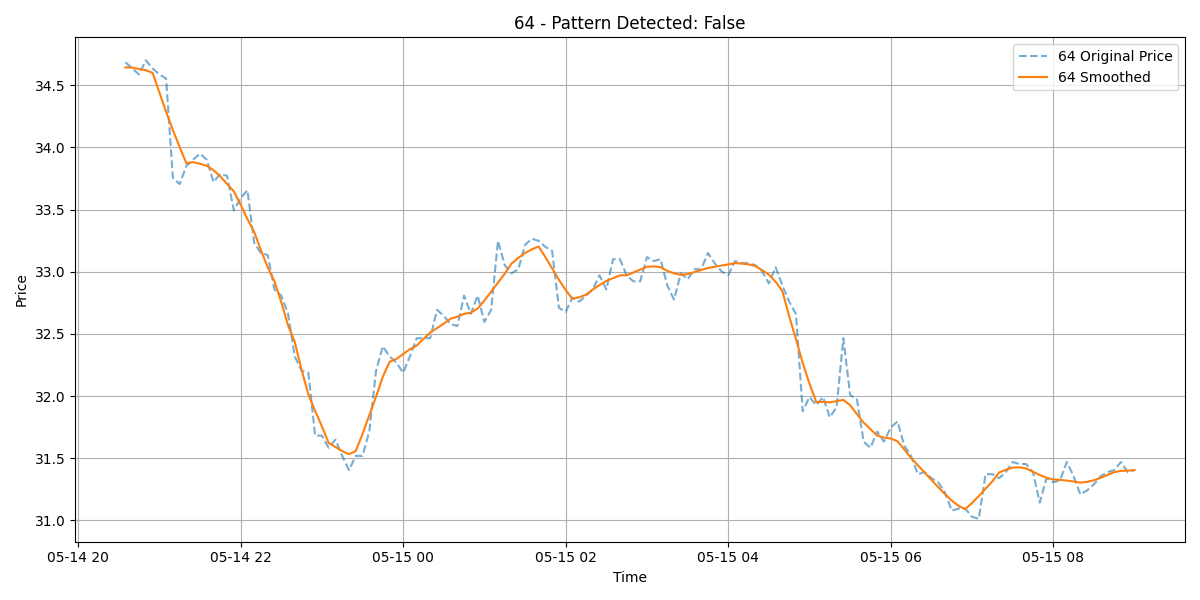 64 - Pattern Detected: False
64 Original Price
64 Smoothed
Price
34.5
34.0
33.5
33.0
32.5
32.0
31.5
31.0
05-14 20 05-14 22 05-15 00 05-15 02 05-15 04 05-15 06 05-15 08
Time